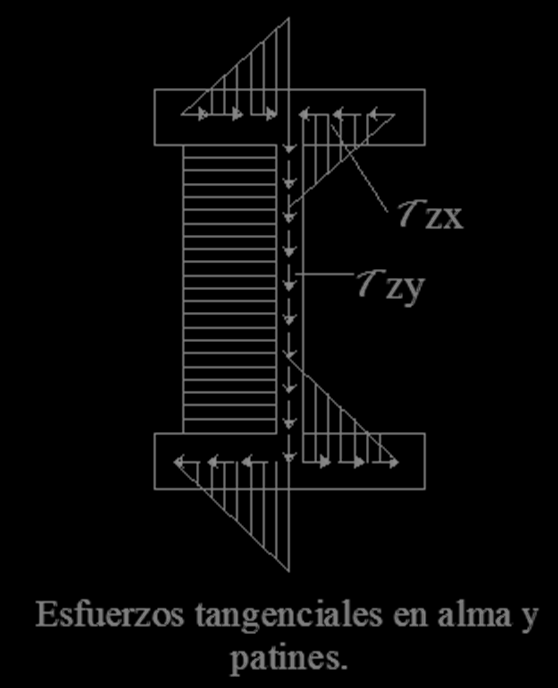 τzx
τzy
Esfuerzos tangenciales en alma y
patines.